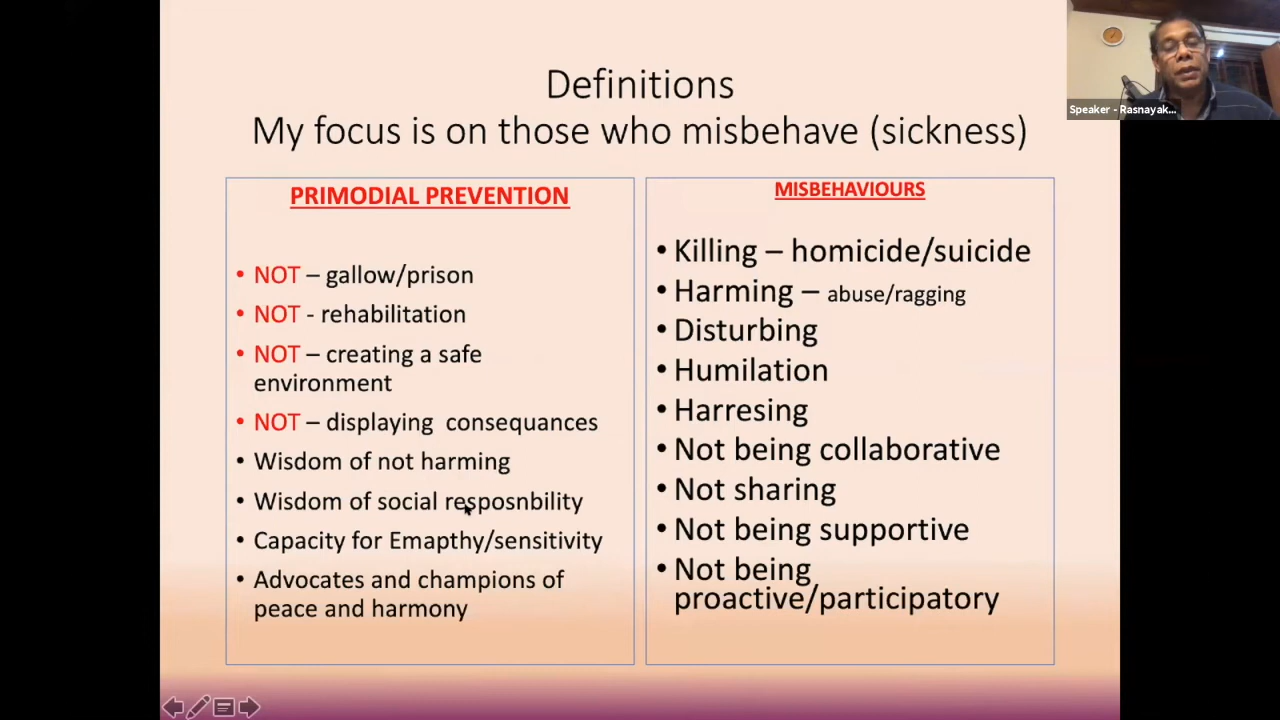 Definitions
My focus is on those who misbehave (sickness)
PRIMODIAL PREVENTION
• NOT – gallow/prison
• NOT - rehabilitation
• NOT – creating a safe
environment
• NOT – displaying consequances
• Wisdom of not harming
• Wisdom of social resposnbility
• Capacity for Emapthy/sensitivity
• Advocates and champions of
peace and harmony
MISBEHAVIOURS
• Killing – homicide/suicide
• Harming – abuse/ragging
• Disturbing
• Humilation
• Harresing
• Not being collaborative
• Not sharing
• Not being supportive
• Not being
proactive/participatory
Speaker - Rasnayak...